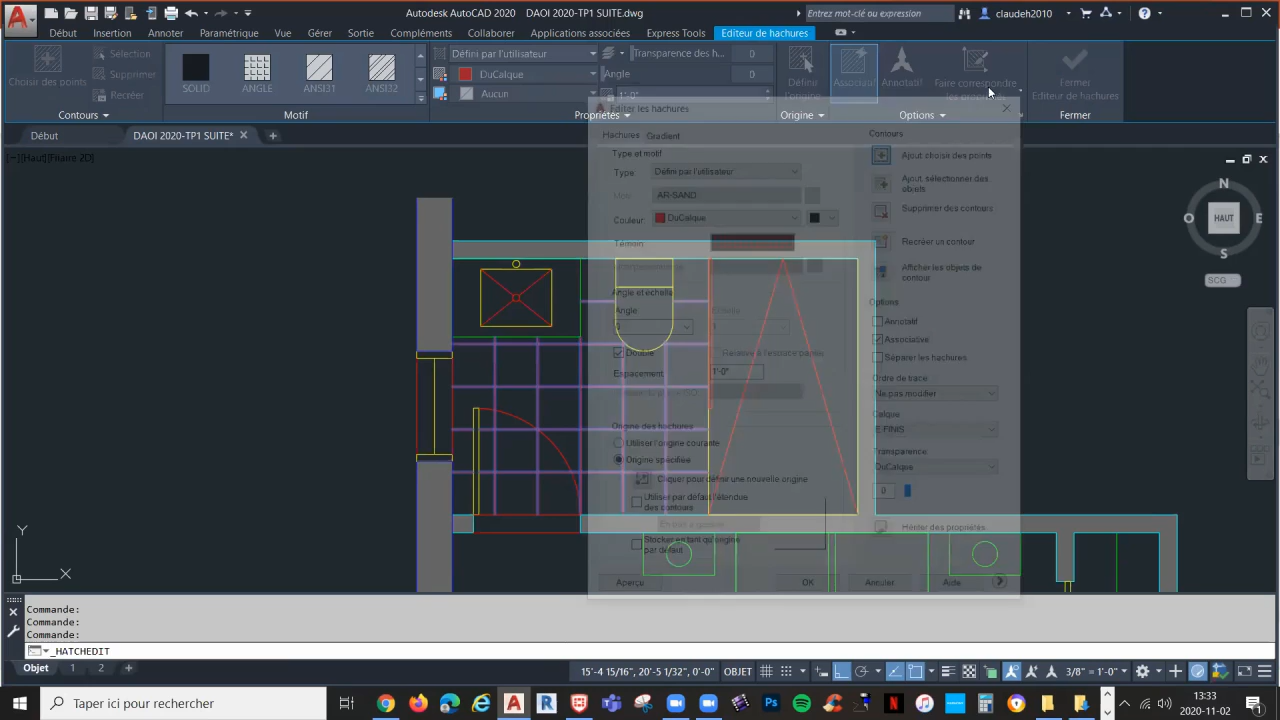 Autodesk AutoCAD 2020 DAOI 2020-TP1 SUITE.dwg
Entrez mot-clé ou expression
claudeh2010
Début Insertion Annoter Paramétrique Vue Gérer Sortie Compléments Collaborer Applications associées Express Tools Editeur de hachures
Choisir des points
Sélection
Supprimer
Recréer
SOLID ANGLE ANSI31 ANSI32
Défini par l'utilisateur
DuCalque
Aucun
Transparence des h... 0
Angle 0
1'-0"
Définir l'origine
Associatif
Annotatif
Faire correspondre les propriétés
Fermer Editeur de hachures
Contours Motif Propriétés Origine Options Fermer
Début DAOI 2020-TP1 SUITE*
[−][Haut][Filaire 2D]
Editer les hachures
Hachures Gradient
Type et motif
Type: Défini par l'utilisateur
AR-SAND
Couleur: DuCalque
Témoin:
Angle et échelle
Angle
Echelle
0
1
Double
Relative à l'espace papier
Espacement: 1'-0"
Origine des hachures
Utiliser l'origine courante
Origine spécifiée
Cliquer pour définir une nouvelle origine
Utiliser par défaut l'étendue des contours
Stocker en tant qu'origine par défaut
Aperçu OK Annuler Aide
Contours
Ajout: choisir des points
Ajout: sélectionner des objets
Supprimer des contours
Recréer un contour
Afficher les objets de contour
Options
Annotatif
Associative
Séparer les hachures
Ordre de tracé
Ne pas modifier
Calque
E FINIS
Transparence
DuCalque
0
Hériter des propriétés
N
O HAUT E
S
SCG
Y
X
Commande:
Commande:
Commande:
_HATCHEDIT
Objet 1 2 +
15'-4 15/16", 20'-5 1/32", 0'-0" OBJET
3/8" = 1'-0"
Taper ici pour rechercher
13:33
2020-11-02